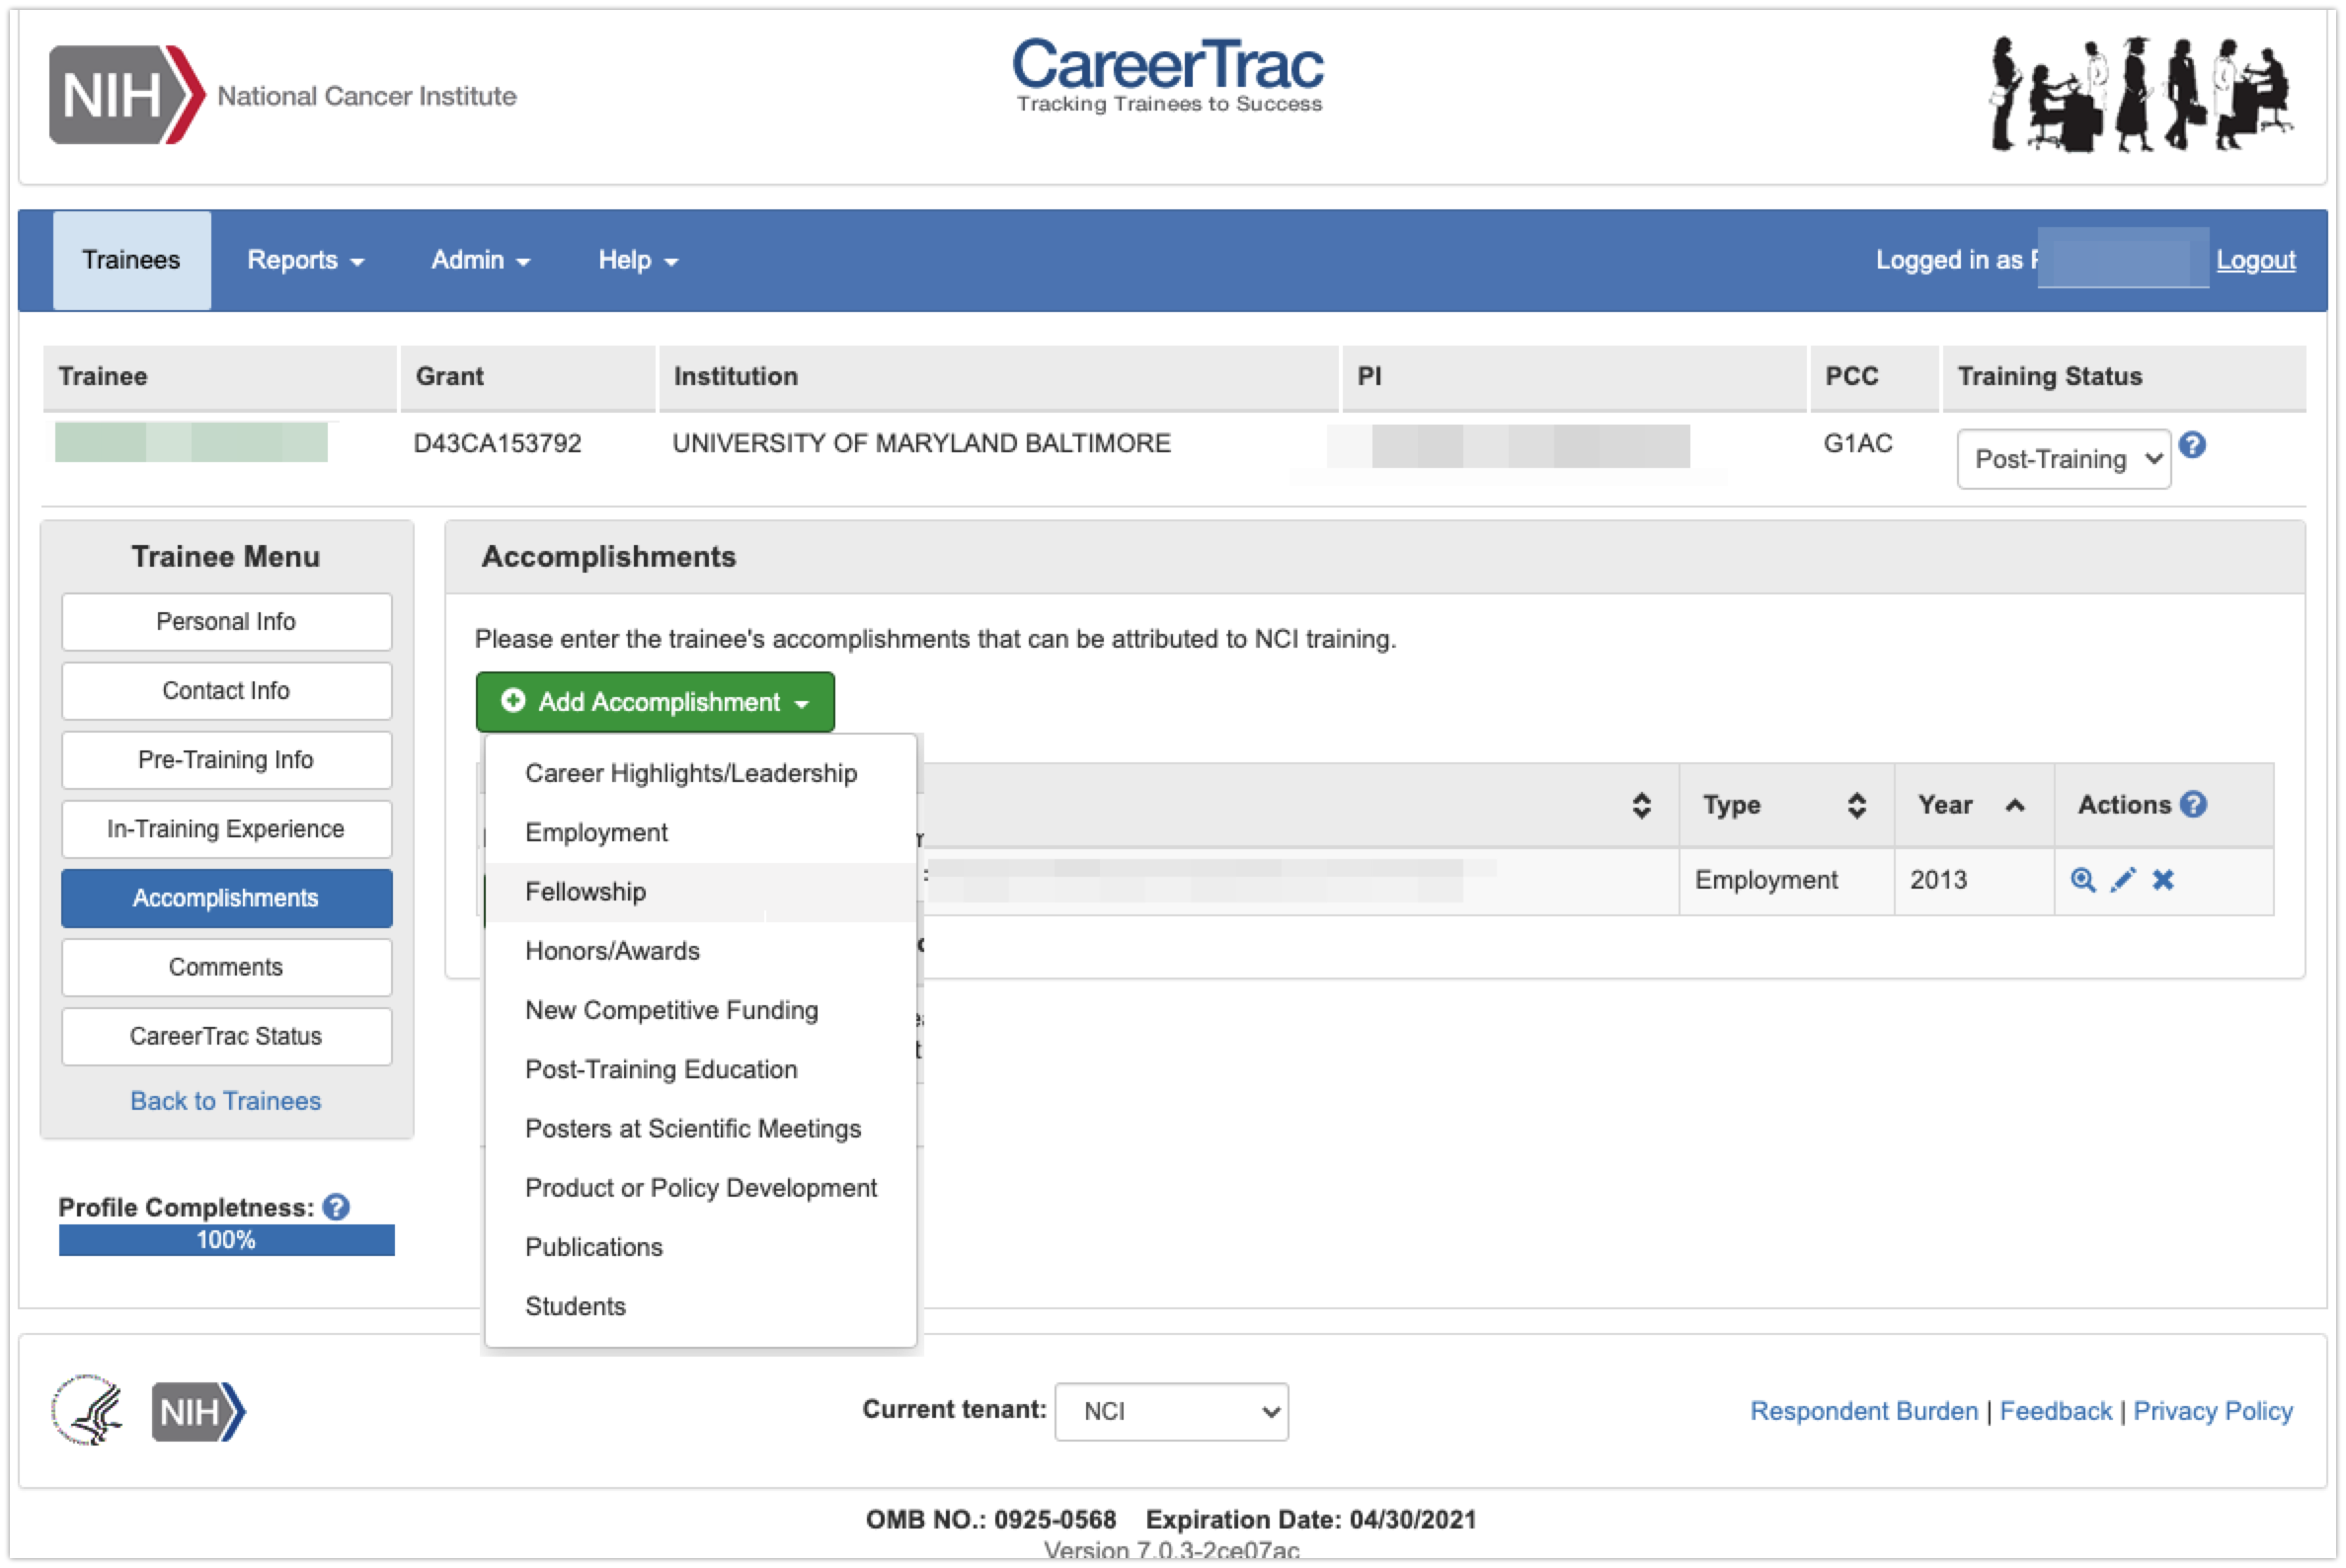 NIH National Cancer Institute
CareerTrac
Tracking Trainees to Success
Trainees Reports Admin Help Logged in as Logout
Trainee Grant Institution PI PCC Training Status
D43CA153792 UNIVERSITY OF MARYLAND BALTIMORE G1AC Post-Training
Trainee Menu
Personal Info
Contact Info
Pre-Training Info
In-Training Experience
Accomplishments
Comments
CareerTrac Status
Back to Trainees
Profile Completness:
100%
Accomplishments
Please enter the trainee's accomplishments that can be attributed to NCI training.
Add Accomplishment
Career Highlights/Leadership
Employment
Fellowship
Honors/Awards
New Competitive Funding
Post-Training Education
Posters at Scientific Meetings
Product or Policy Development
Publications
Students
Type Year Actions
Employment 2013
NIH
Current tenant: NCI
Respondent Burden | Feedback | Privacy Policy
OMB NO.: 0925-0568 Expiration Date: 04/30/2021
Version 7.0.3-2ce07ac